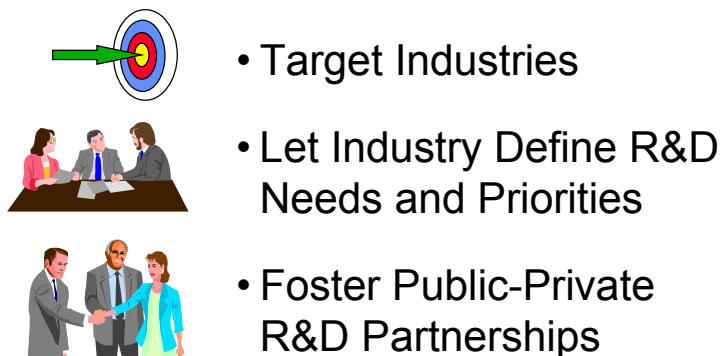 • Target Industries
• Let Industry Define R&D
Needs and Priorities
• Foster Public-Private
R&D Partnerships